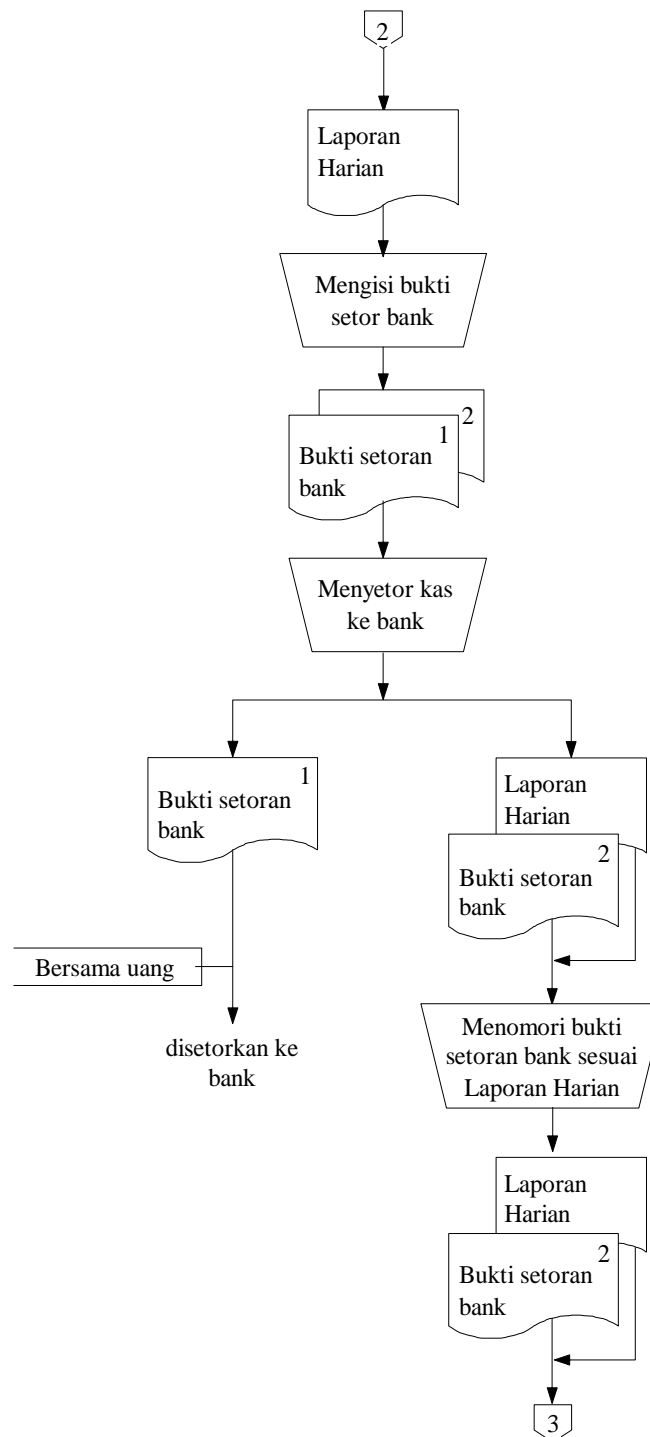 2
Laporan
Harian
Mengisi bukti
setor bank
2
1
Bukti setoran
bank
Menyetor kas
ke bank
1
Bukti setoran
bank
Laporan
Harian
2
Bukti setoran
bank
Bersama uang
disetorkan ke
bank
Menomori bukti
setoran bank sesuai
Laporan Harian
Laporan
Harian
2
Bukti setoran
bank
3